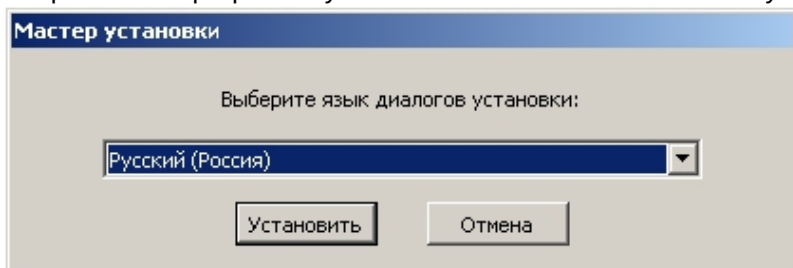 Мастер установки
Выберите язык диалогов установки:
Русский (Россия)
Установить
Отмена